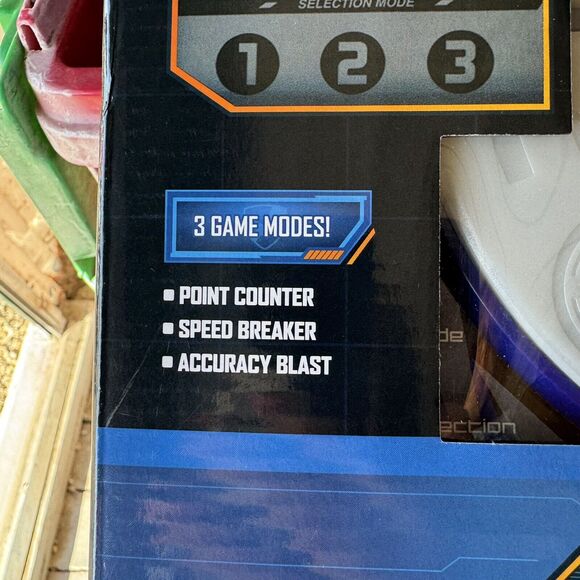 SELECTION MODE
1 2 3
3 GAME MODES!
▪ POINT COUNTER
▪ SPEED BREAKER
▪ ACCURACY BLAST
de
ection